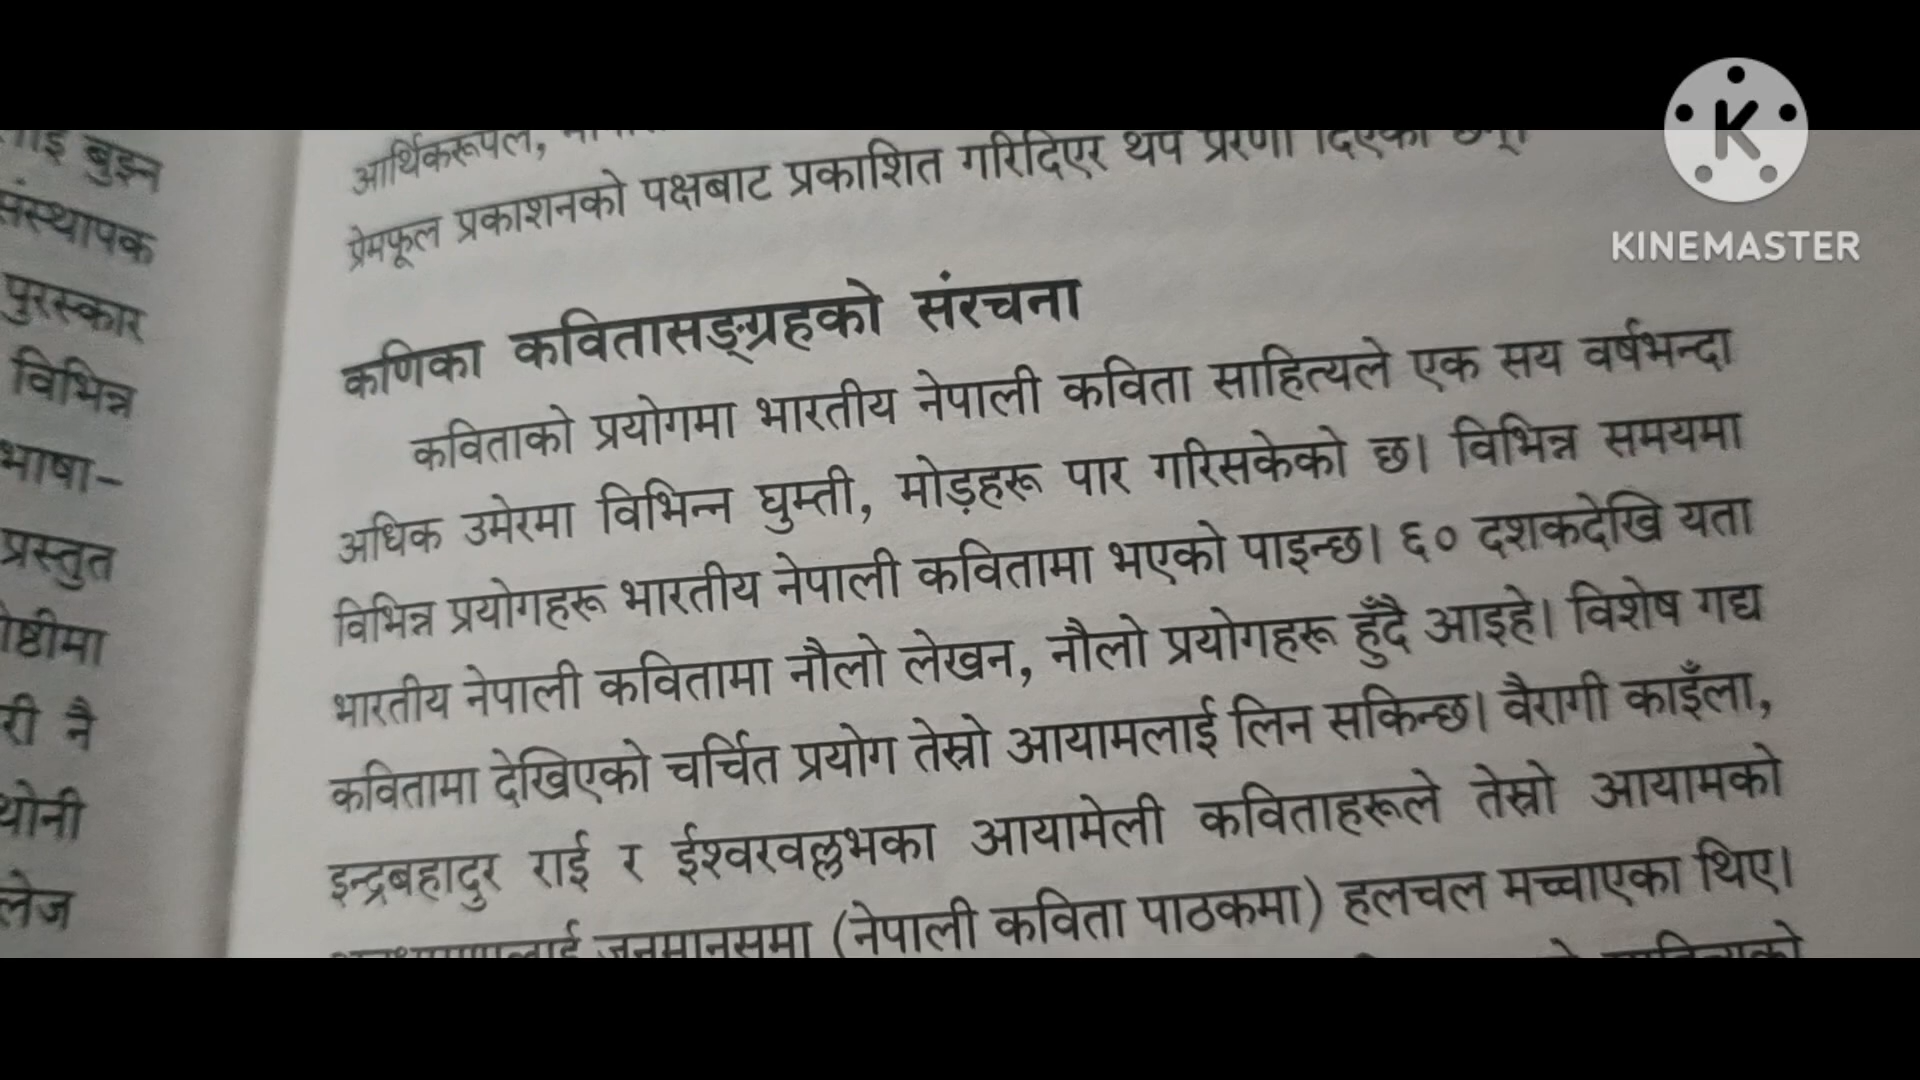 ाई बुझ्न
संस्थापक
पुरस्कार
विभिन्न
भाषा–
प्रस्तुत
ोष्ठीमा
री नै
थोनी
लेज
आर्थिकरूपले,
प्रेमफूल प्रकाशनको पक्षबाट प्रकाशित गरिदिएर थप प्रेरणा दिएका छन्।
कणिका कवितासङ्ग्रहको संरचना
कविताको प्रयोगमा भारतीय नेपाली कविता साहित्यले एक सय वर्षभन्दा
अधिक उमेरमा विभिन्न घुम्ती, मोड़हरू पार गरिसकेको छ। विभिन्न समयमा
विभिन्न प्रयोगहरू भारतीय नेपाली कवितामा भएको पाइन्छ। ६० दशकदेखि यता
भारतीय नेपाली कवितामा नौलो लेखन, नौलो प्रयोगहरू हुँदै आइहे। विशेष गद्य
कवितामा देखिएको चर्चित प्रयोग तेस्रो आयामलाई लिन सकिन्छ। वैरागी काइँला,
इन्द्रबहादुर राई र ईश्वरवल्लभका आयामेली कविताहरूले तेस्रो आयामको
जनमानसमा (नेपाली कविता पाठकमा) हलचल मच्चाएका थिए।
KINEMASTER